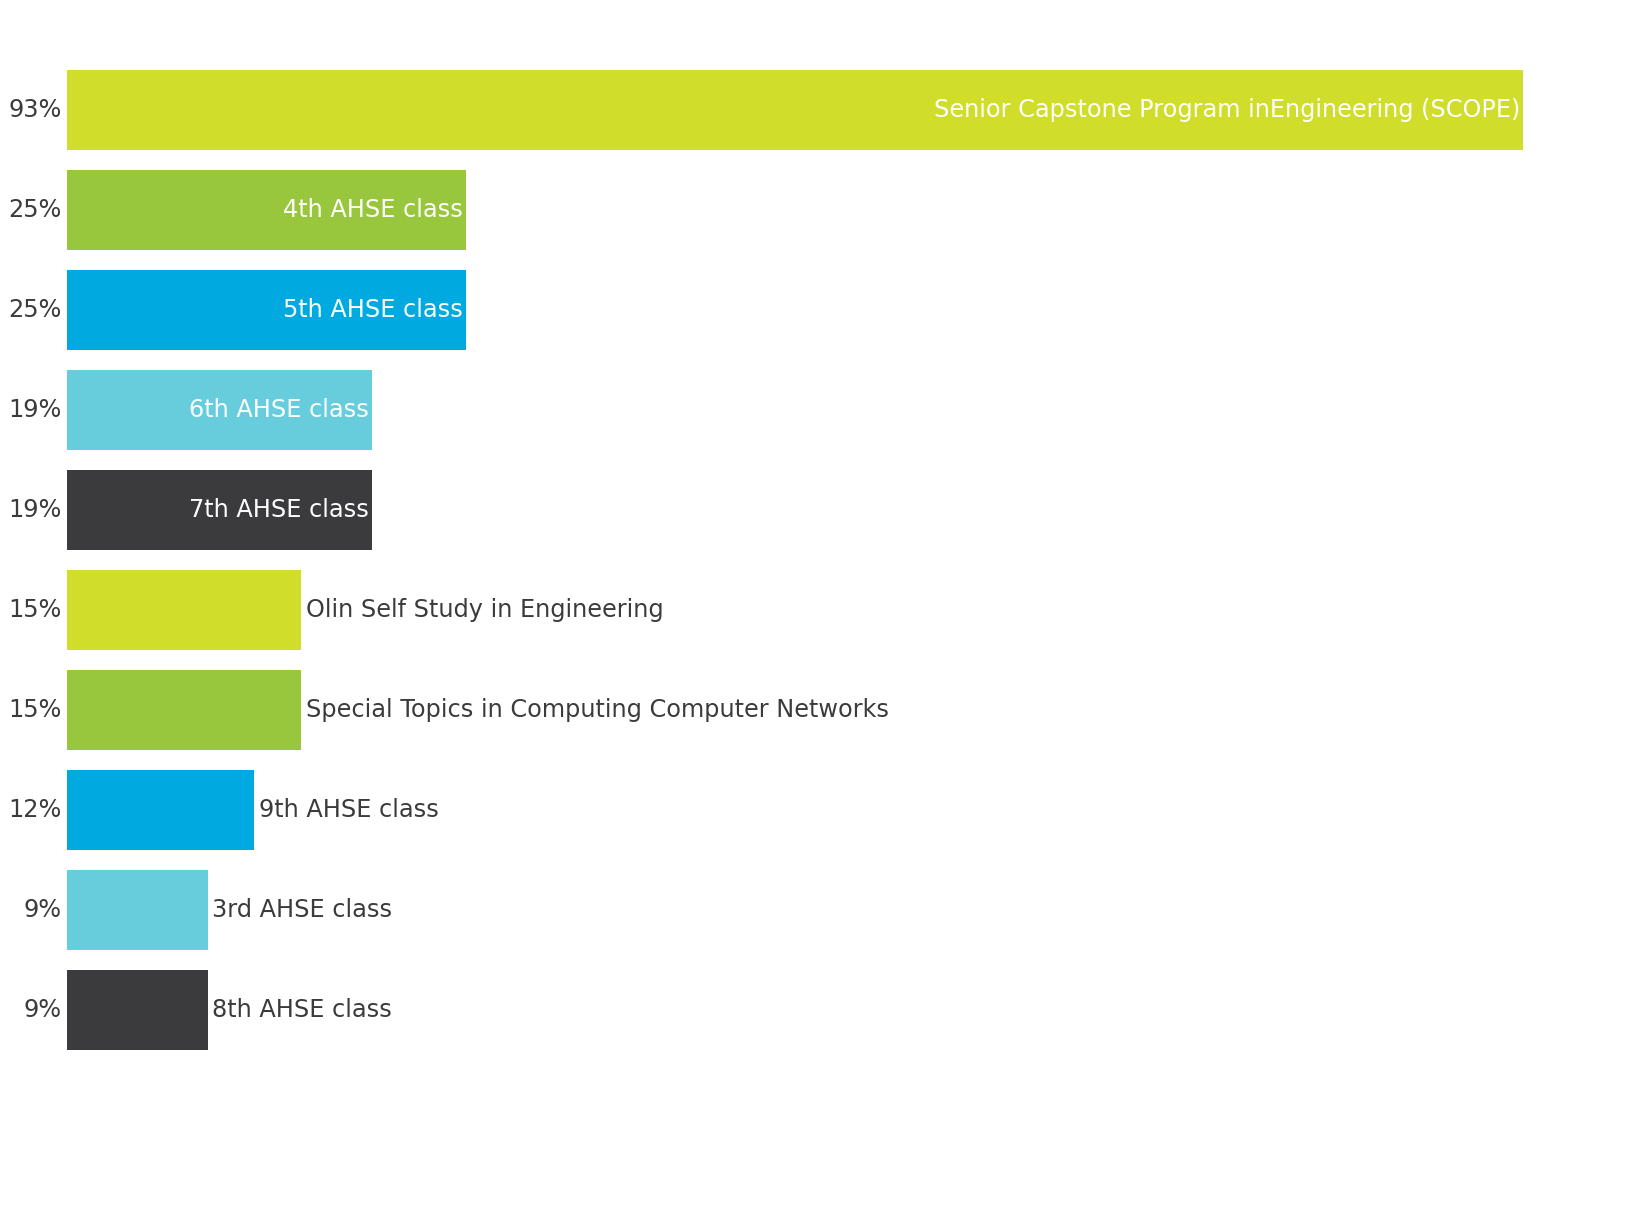 93% Senior Capstone Program inEngineering (SCOPE)
25% 4th AHSE class
25% 5th AHSE class
19% 6th AHSE class
19% 7th AHSE class
15% Olin Self Study in Engineering
15% Special Topics in Computing Computer Networks
12% 9th AHSE class
9% 3rd AHSE class
9% 8th AHSE class